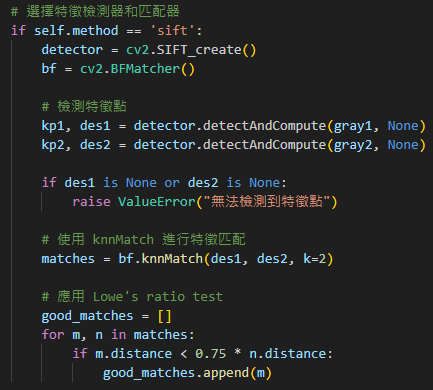 # 選擇特徵檢測器和匹配器
if self.method == 'sift':
    detector = cv2.SIFT_create()
    bf = cv2.BFMatcher()

    # 檢測特徵點
    kp1, des1 = detector.detectAndCompute(gray1, None)
    kp2, des2 = detector.detectAndCompute(gray2, None)

    if des1 is None or des2 is None:
        raise ValueError("無法檢測到特徵點")

    # 使用 knnMatch 進行特徵匹配
    matches = bf.knnMatch(des1, des2, k=2)

    # 應用 Lowe's ratio test
    good_matches = []
    for m, n in matches:
        if m.distance < 0.75 * n.distance:
            good_matches.append(m)